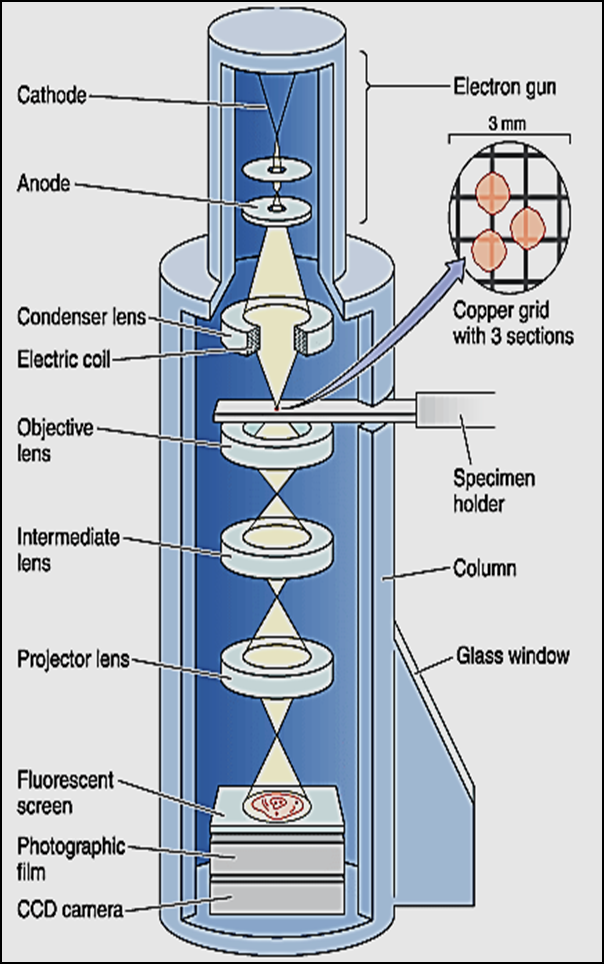 Cathode
Electron gun
3 mm
Anode
Copper grid
with 3 sections
Condenser lens
Electric coil
Objective
lens
Specimen
holder
Intermediate
lens
Column
Projector lens
Glass window
Fluorescent
screen
Photographic
film
CCD camera